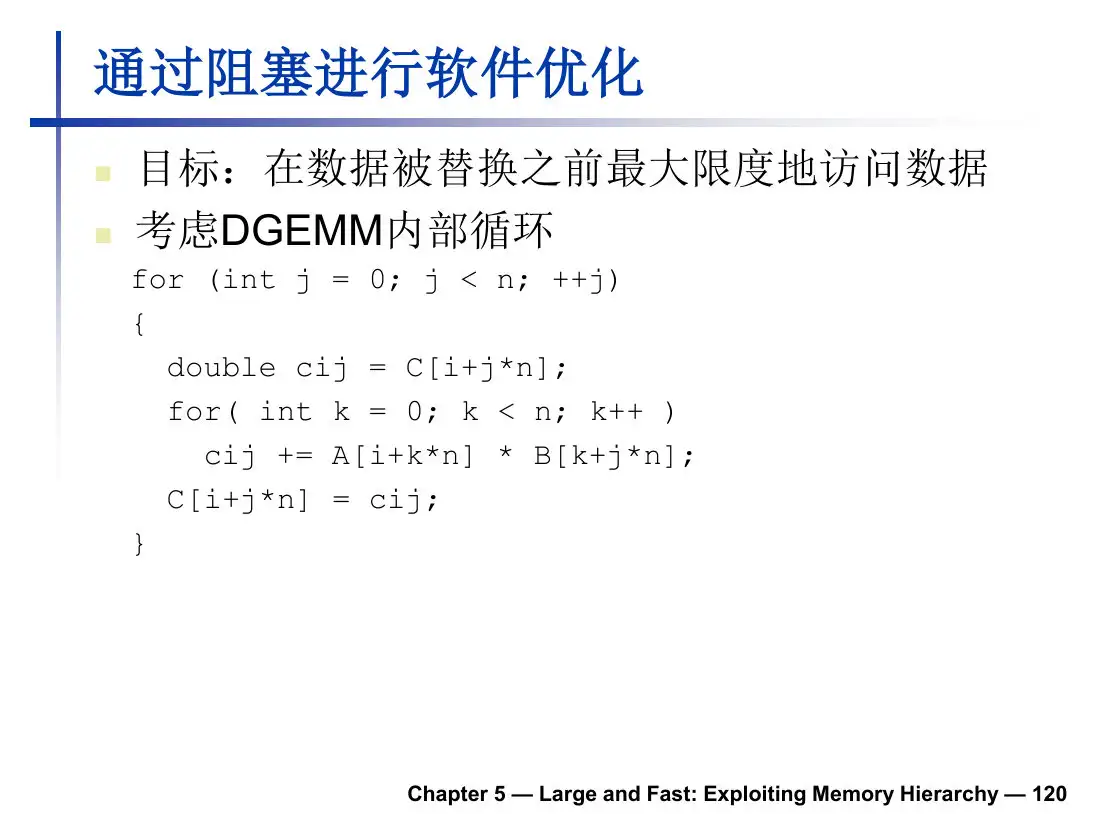 通过阻塞进行软件优化
目标：在数据被替换之前最大限度地访问数据
考虑DGEMM内部循环
for (int j = 0; j < n; ++j)
{
  double cij = C[i+j*n];
  for( int k = 0; k < n; k++ )
    cij += A[i+k*n] * B[k+j*n];
  C[i+j*n] = cij;
}
Chapter 5 — Large and Fast: Exploiting Memory Hierarchy — 120